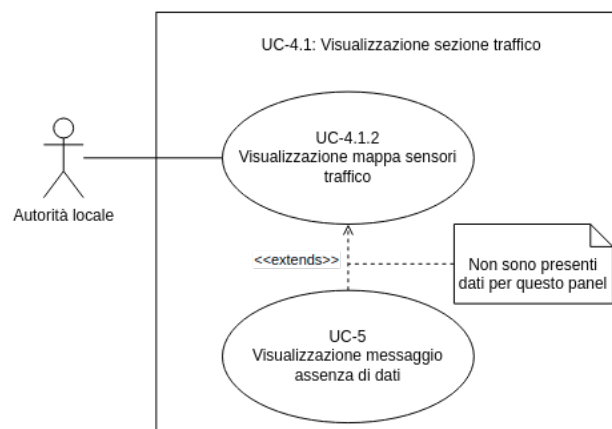 UC-4.1: Visualizzazione sezione traffico
UC-4.1.2
Visualizzazione mappa sensori
traffico
Autorità locale
<<extends>>
Non sono presenti
dati per questo panel
UC-5
Visualizzazione messaggio
assenza di dati